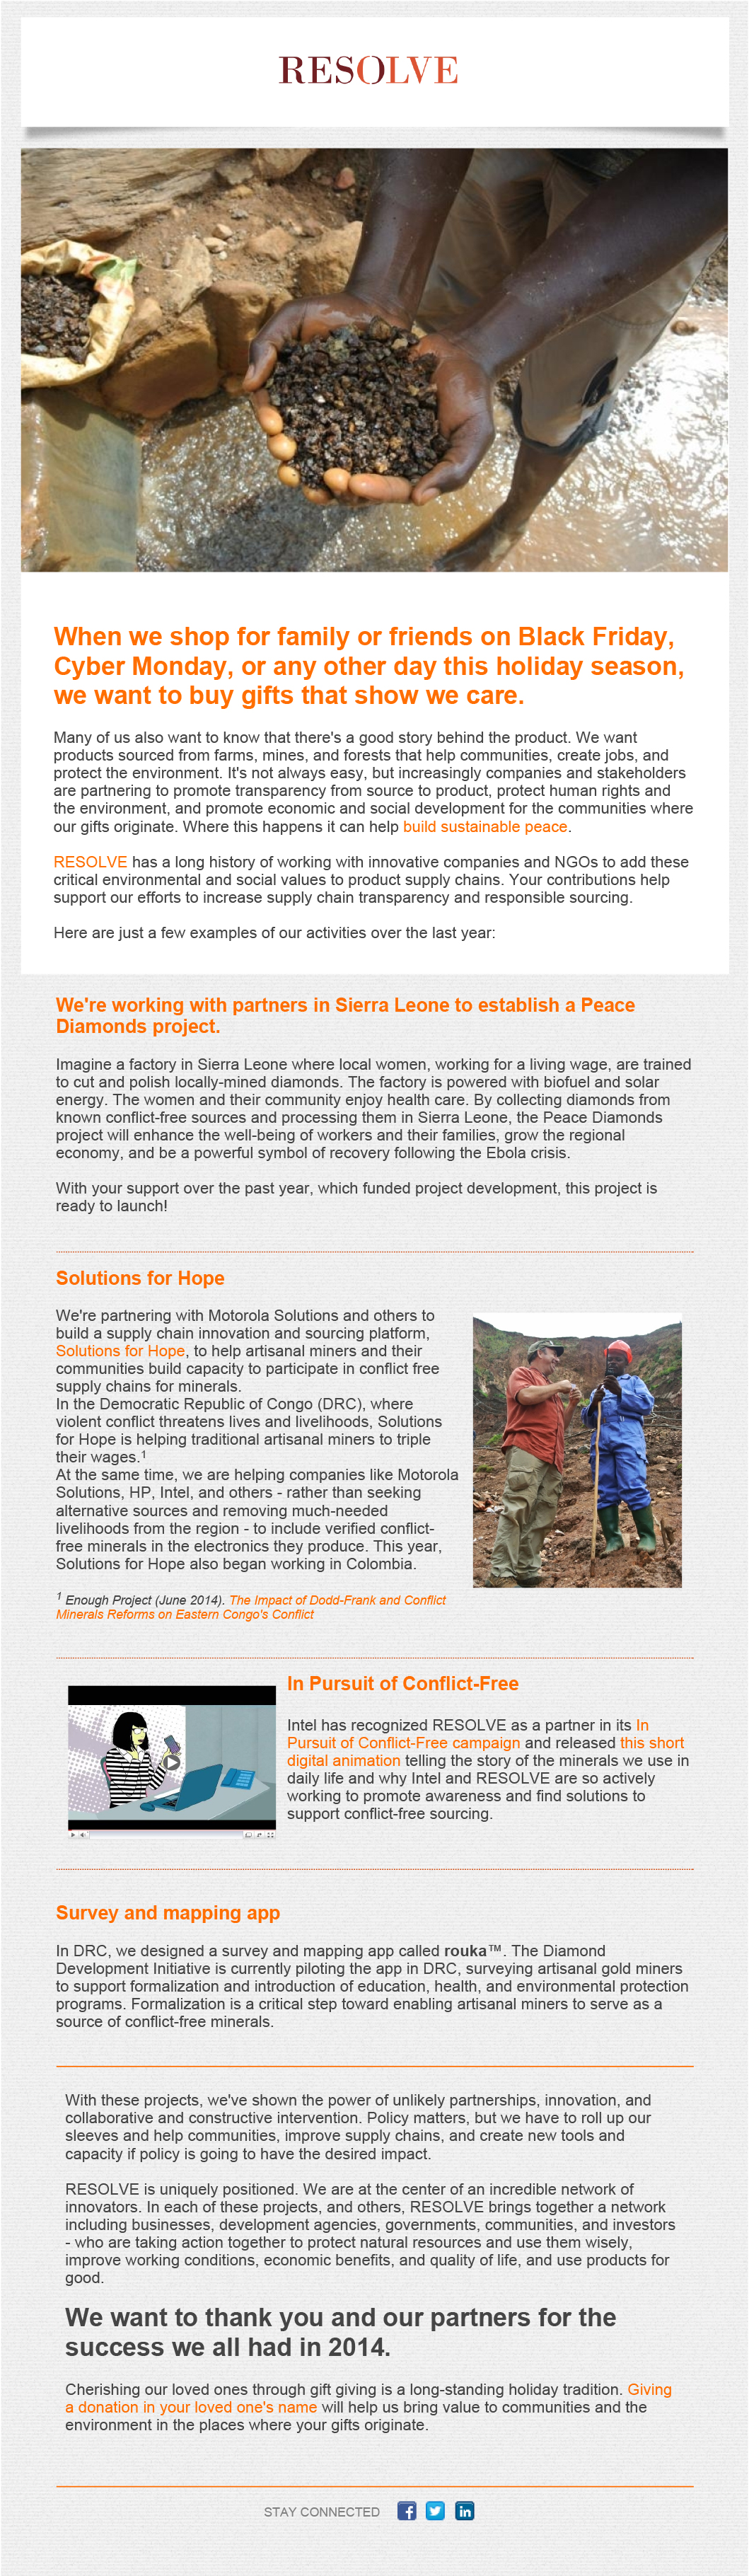 RESOLVE
When we shop for family or friends on Black Friday,
Cyber Monday, or any other day this holiday season,
we want to buy gifts that show we care.
Many of us also want to know that there's a good story behind the product. We want
products sourced from farms, mines, and forests that help communities, create jobs, and
protect the environment. It's not always easy, but increasingly companies and stakeholders
are partnering to promote transparency from source to product, protect human rights and
the environment, and promote economic and social development for the communities where
our gifts originate. Where this happens it can help build sustainable peace.
RESOLVE has a long history of working with innovative companies and NGOs to add these
critical environmental and social values to product supply chains. Your contributions help
support our efforts to increase supply chain transparency and responsible sourcing.
Here are just a few examples of our activities over the last year:
We're working with partners in Sierra Leone to establish a Peace
Diamonds project.
Imagine a factory in Sierra Leone where local women, working for a living wage, are trained
to cut and polish locally-mined diamonds. The factory is powered with biofuel and solar
energy. The women and their community enjoy health care. By collecting diamonds from
known conflict-free sources and processing them in Sierra Leone, the Peace Diamonds
project will enhance the well-being of workers and their families, grow the regional
economy, and be a powerful symbol of recovery following the Ebola crisis.
With your support over the past year, which funded project development, this project is
ready to launch!
Solutions for Hope
We're partnering with Motorola Solutions and others to
build a supply chain innovation and sourcing platform,
Solutions for Hope, to help artisanal miners and their
communities build capacity to participate in conflict free
supply chains for minerals.
In the Democratic Republic of Congo (DRC), where
violent conflict threatens lives and livelihoods, Solutions
for Hope is helping traditional artisanal miners to triple
their wages.1
At the same time, we are helping companies like Motorola
Solutions, HP, Intel, and others - rather than seeking
alternative sources and removing much-needed
livelihoods from the region - to include verified conflict-
free minerals in the electronics they produce. This year,
Solutions for Hope also began working in Colombia.
1 Enough Project (June 2014). The Impact of Dodd-Frank and Conflict
Minerals Reforms on Eastern Congo's Conflict
In Pursuit of Conflict-Free
Intel has recognized RESOLVE as a partner in its In
Pursuit of Conflict-Free campaign and released this short
digital animation telling the story of the minerals we use in
daily life and why Intel and RESOLVE are so actively
working to promote awareness and find solutions to
support conflict-free sourcing.
Survey and mapping app
In DRC, we designed a survey and mapping app called rouka™. The Diamond
Development Initiative is currently piloting the app in DRC, surveying artisanal gold miners
to support formalization and introduction of education, health, and environmental protection
programs. Formalization is a critical step toward enabling artisanal miners to serve as a
source of conflict-free minerals.
With these projects, we've shown the power of unlikely partnerships, innovation, and
collaborative and constructive intervention. Policy matters, but we have to roll up our
sleeves and help communities, improve supply chains, and create new tools and
capacity if policy is going to have the desired impact.
RESOLVE is uniquely positioned. We are at the center of an incredible network of
innovators. In each of these projects, and others, RESOLVE brings together a network
including businesses, development agencies, governments, communities, and investors
- who are taking action together to protect natural resources and use them wisely,
improve working conditions, economic benefits, and quality of life, and use products for
good.
We want to thank you and our partners for the
success we all had in 2014.
Cherishing our loved ones through gift giving is a long-standing holiday tradition. Giving
a donation in your loved one's name will help us bring value to communities and the
environment in the places where your gifts originate.
STAY CONNECTED